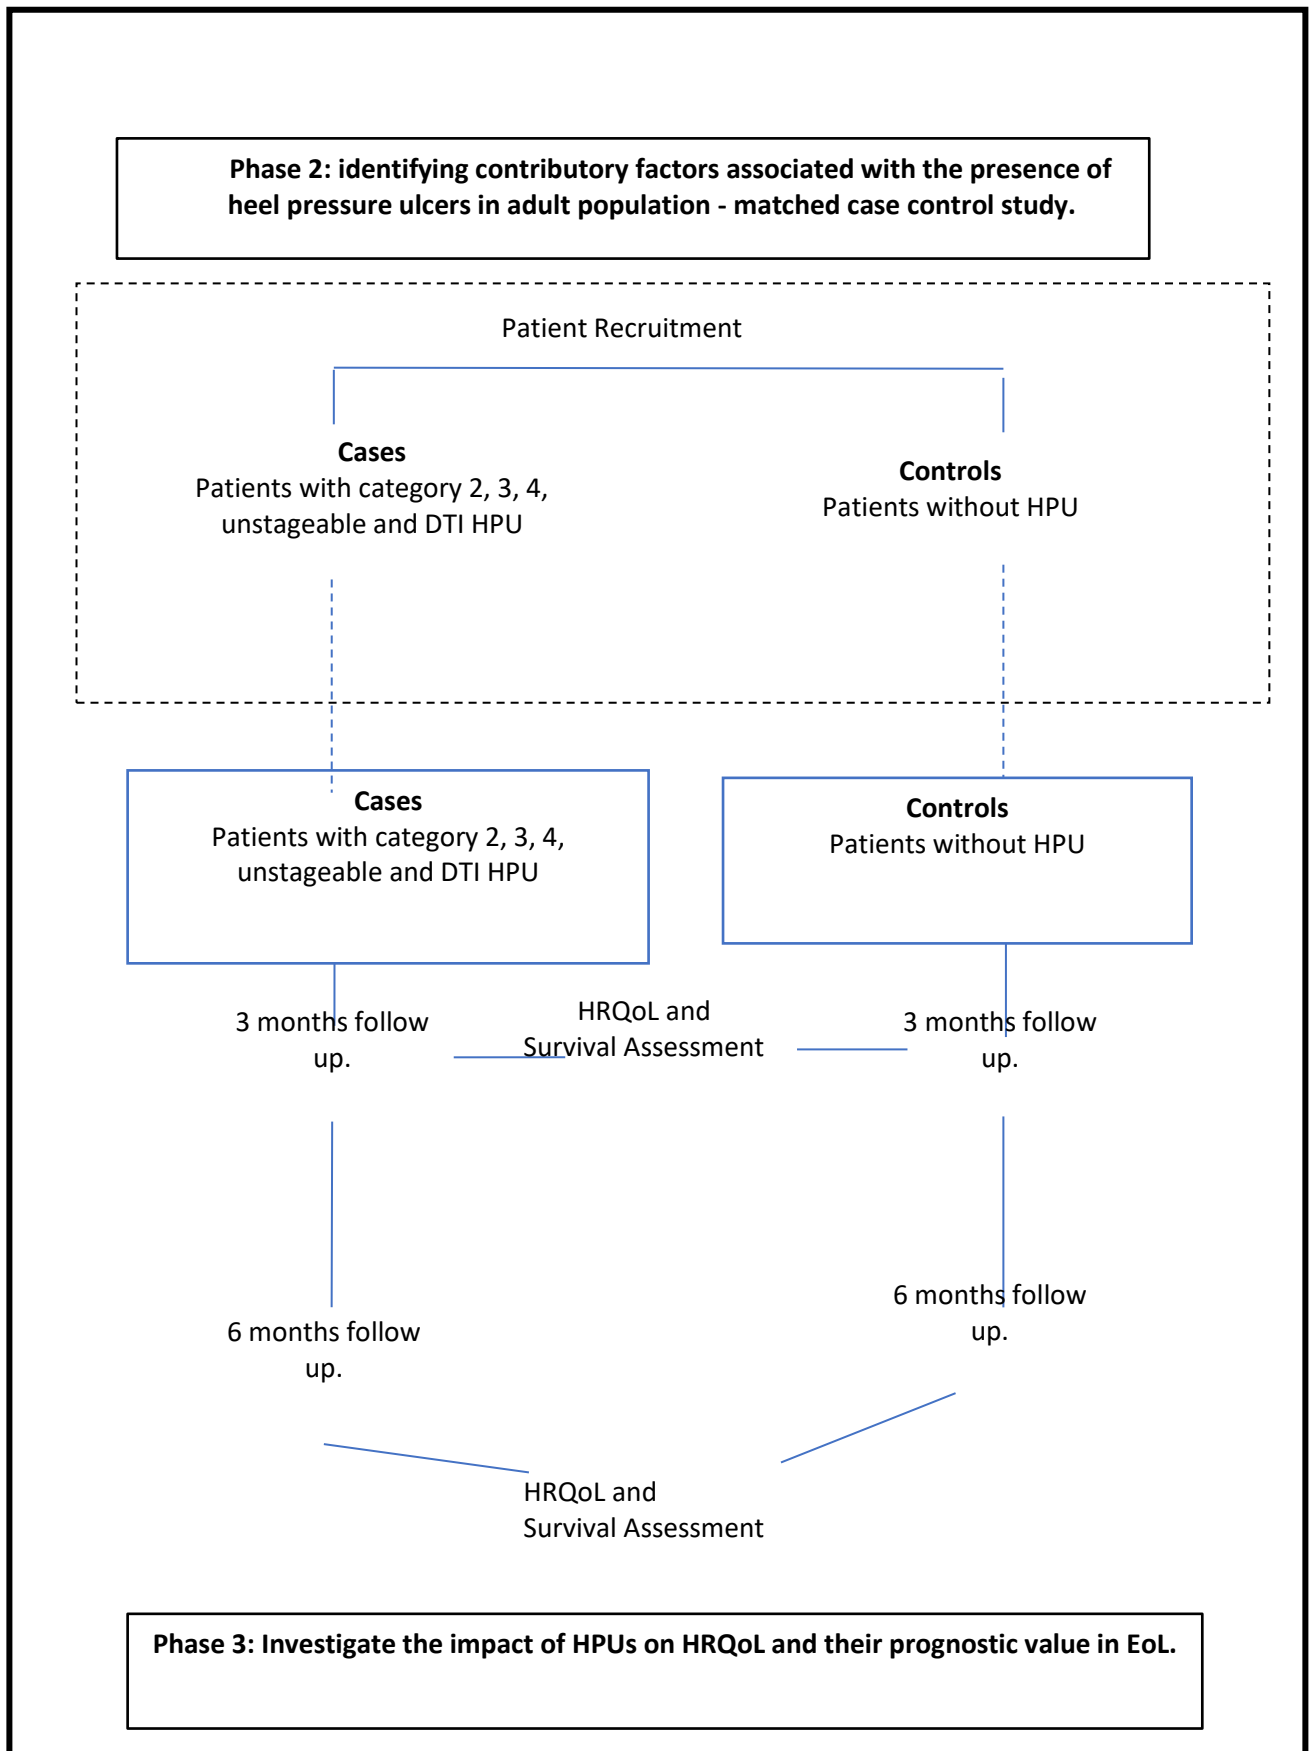 Phase 2: identifying contributory factors associated with the presence of
heel pressure ulcers in adult population - matched case control study.
Patient Recruitment
Cases
Patients with category 2, 3, 4,
unstageable and DTI HPU
Controls
Patients without HPU
Cases
Patients with category 2, 3, 4,
unstageable and DTI HPU
Controls
Patients without HPU
3 months follow
up.
HRQoL and
Survival Assessment
3 months follow
up.
6 months follow
up.
6 months follow
up.
HRQoL and
Survival Assessment
Phase 3: Investigate the impact of HPUs on HRQoL and their prognostic value in EoL.